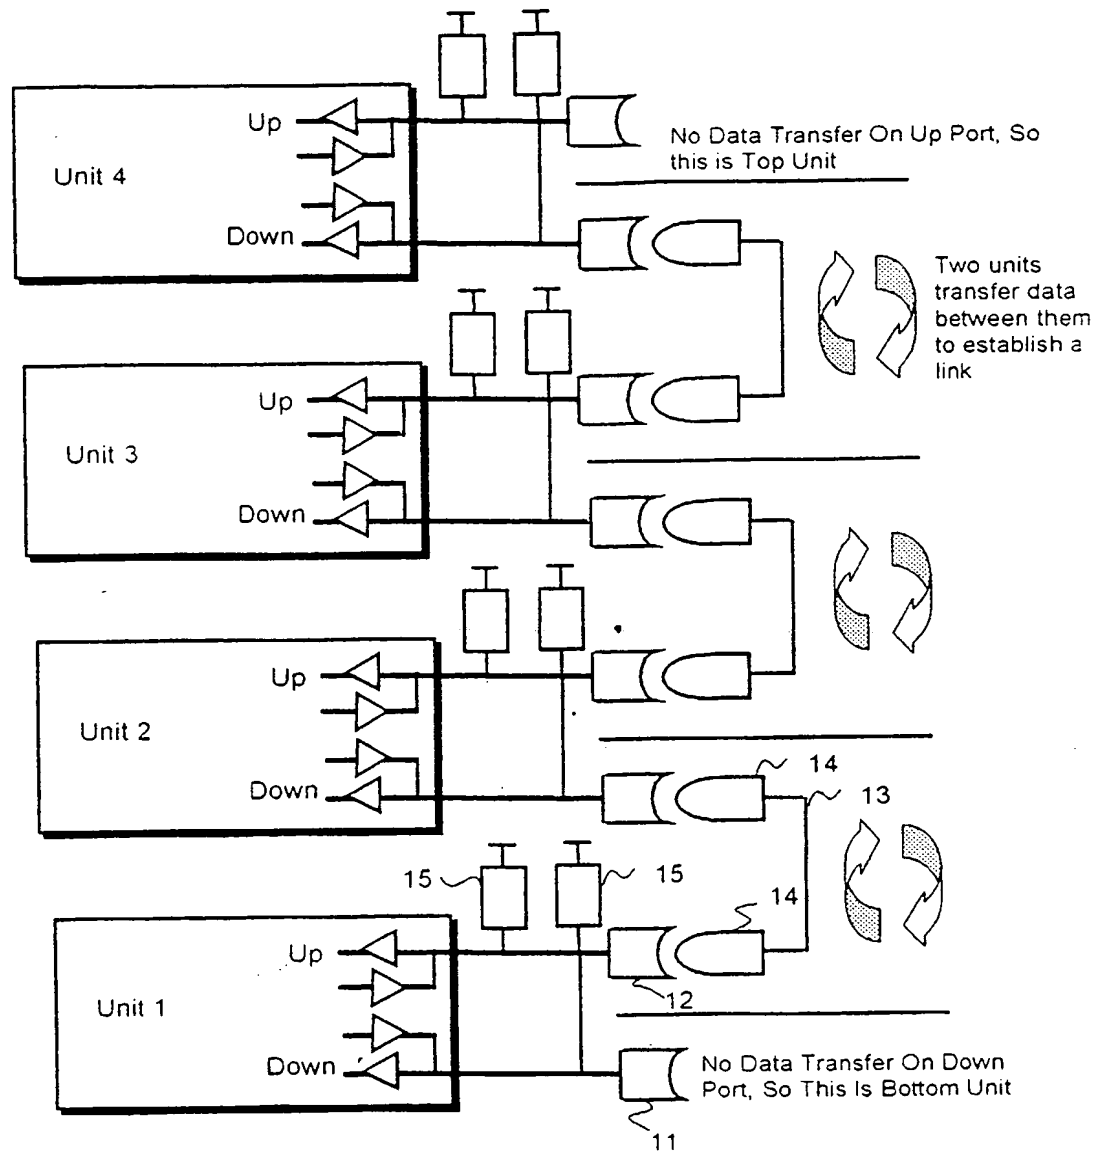 Up
No Data Transfer On Up Port, So
this is Top Unit
Unit 4
Down
Two units
transfer data
between them
to establish a
link
Up
Unit 3
Down
Up
Unit 2
14
Down
13
15
15
14
Up
12
Unit 1
Down
No Data Transfer On Down
Port, So This Is Bottom Unit
11